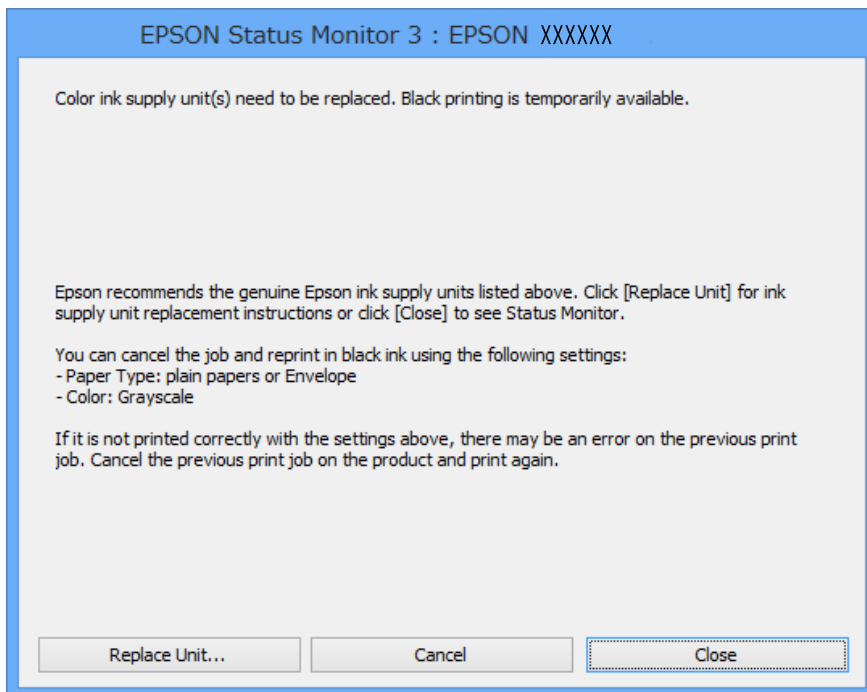 EPSON Status Monitor 3 : EPSON XXXXXX
Color ink supply unit(s) need to be replaced. Black printing is temporarily available.
Epson recommends the genuine Epson ink supply units listed above. Click [Replace Unit] for ink
supply unit replacement instructions or click [Close] to see Status Monitor.
You can cancel the job and reprint in black ink using the following settings:
- Paper Type: plain papers or Envelope
- Color: Grayscale
If it is not printed correctly with the settings above, there may be an error on the previous print
job. Cancel the previous print job on the product and print again.
Replace Unit... Cancel Close